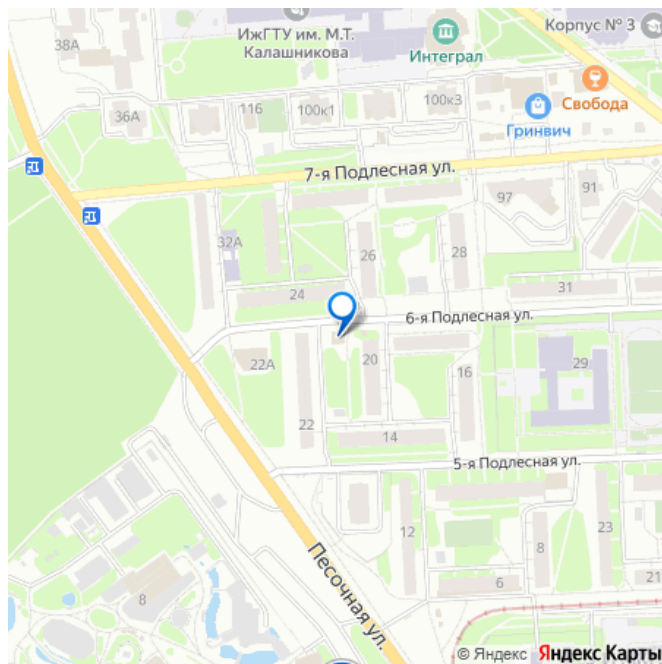 38А
ИжГТУ им. М.Т.
Калашникова
Интеграл
Корпус № 3
Свобода
Гринвич
36А
116
100к1
100к3
7-я Подлесная ул.
97
91
32А
26
28
24
31
6-я Подлесная ул.
22А
20
16
29
22
14
5-я Подлесная ул.
12
8
23
6
21
Песочная ул.
8
© Яндекс Яндекс Карты